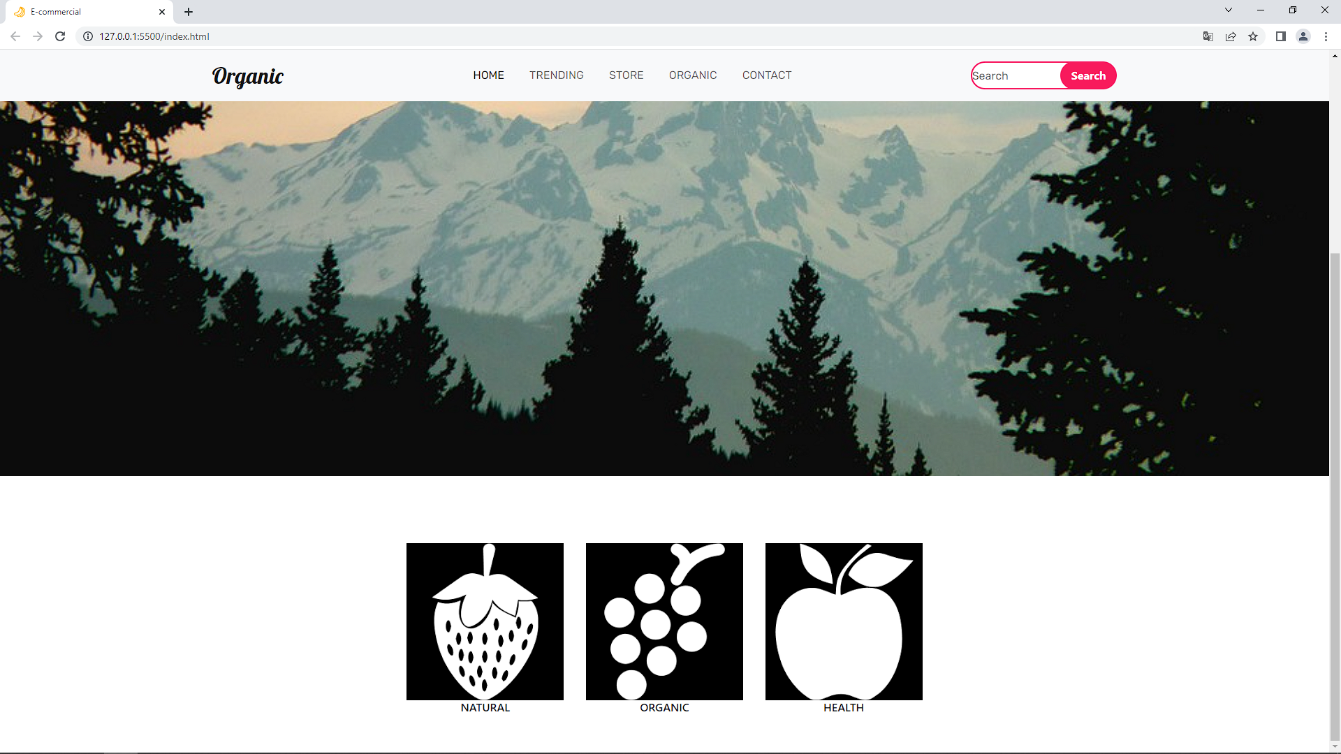 E-commercial
127.0.0.1:5500/index.html
Organic HOME TRENDING STORE ORGANIC CONTACT Search Search
NATURAL ORGANIC HEALTH